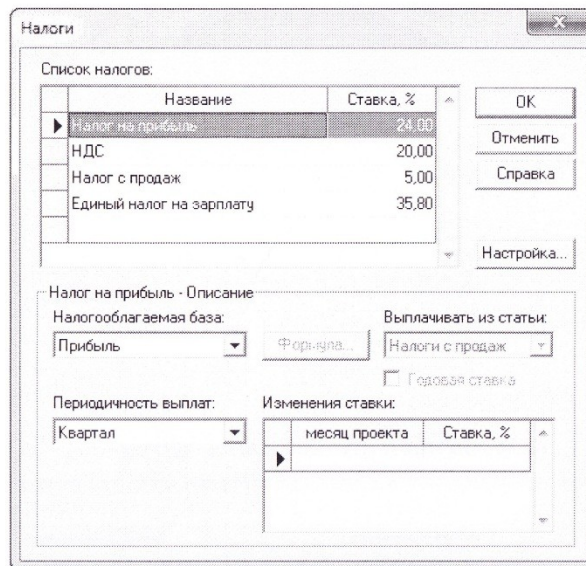 Налоги
Список налогов:
Название Ставка, %
Налог на прибыль 24,00
НДС 20,00
Налог с продаж 5,00
Единый налог на зарплату 35,80
OK
Отменить
Справка
Настройка...
Налог на прибыль - Описание
Налогооблагаемая база:
Прибыль
Формула...
Выплачивать из статьи:
Налоги с продаж
Годовая ставка
Периодичность выплат:
Квартал
Изменения ставки:
месяц проекта Ставка, %